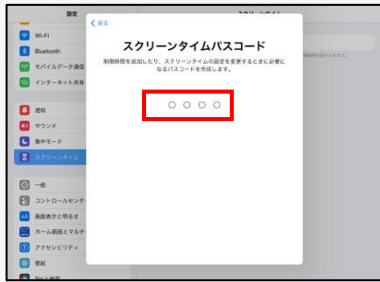 設定
スクリーンタイム
戻る
スクリーンタイムパスコード
制限時間を追加したり、スクリーンタイムの設定を変更するときに必要に
なるパスコードを作成します。
Wi-Fi
Bluetooth
モバイルデータ通信
インターネット共有
通知
サウンド
集中モード
スクリーンタイム
一般
コントロールセンター
画面表示と明るさ
ホーム画面とマルチ
アクセシビリティ
壁紙